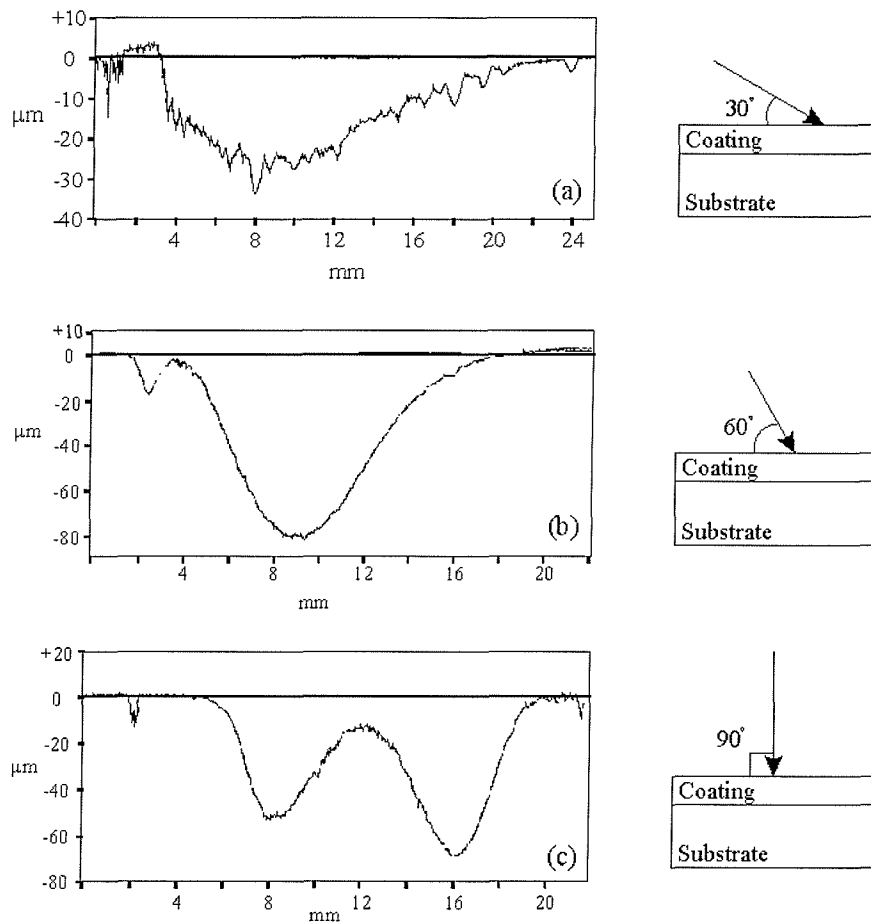 +10
0
-10
-20
-30
-40
μm
4 8 12 16 20 24
mm
(a)
30°
Coating
Substrate
+10
0
-20
-40
-60
-80
μm
4 8 12 16 20
mm
(b)
60°
Coating
Substrate
+20
0
-20
-40
-60
-80
μm
4 8 12 16 20
mm
(c)
90°
Coating
Substrate